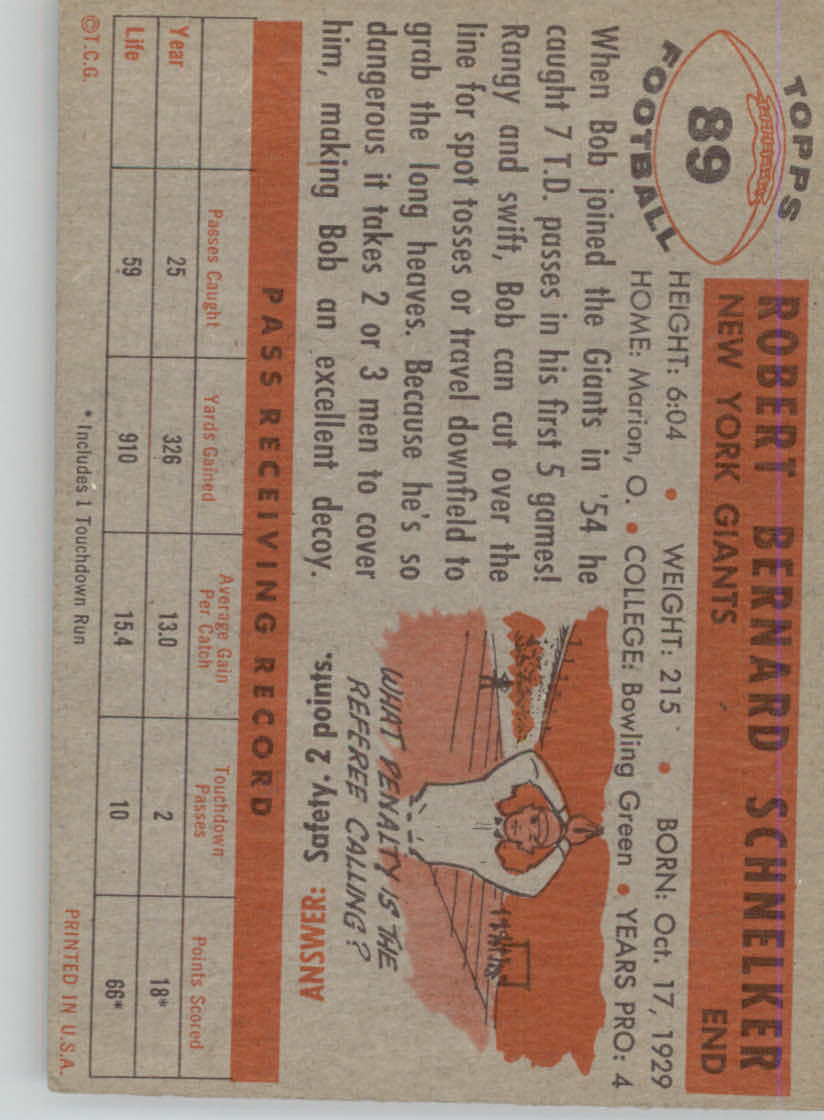 TOPPS
89
FOOTBALL
ROBERT BERNARD SCHNELKER
NEW YORK GIANTS END
HEIGHT: 6:04 • WEIGHT: 215 • BORN: Oct. 17, 1929
HOME: Marion, O. • COLLEGE: Bowling Green • YEARS PRO: 4
When Bob joined the Giants in '54 he
caught 7 T.D. passes in his first 5 games!
Rangy and swift, Bob can cut over the
line for spot tosses or travel downfield to
grab the long heaves. Because he's so
dangerous it takes 2 or 3 men to cover
him, making Bob an excellent decoy.
WHAT PENALTY IS THE
REFEREE CALLING?
ANSWER: Safety. 2 points.
PASS RECEIVING RECORD
Passes Caught Yards Gained Average Gain Per Catch Touchdown Passes Points Scored
Year 25 326 13.0 2 18*
Life 59 910 15.4 10 66*
©T.C.G. * Includes 1 Touchdown Run PRINTED IN U.S.A.